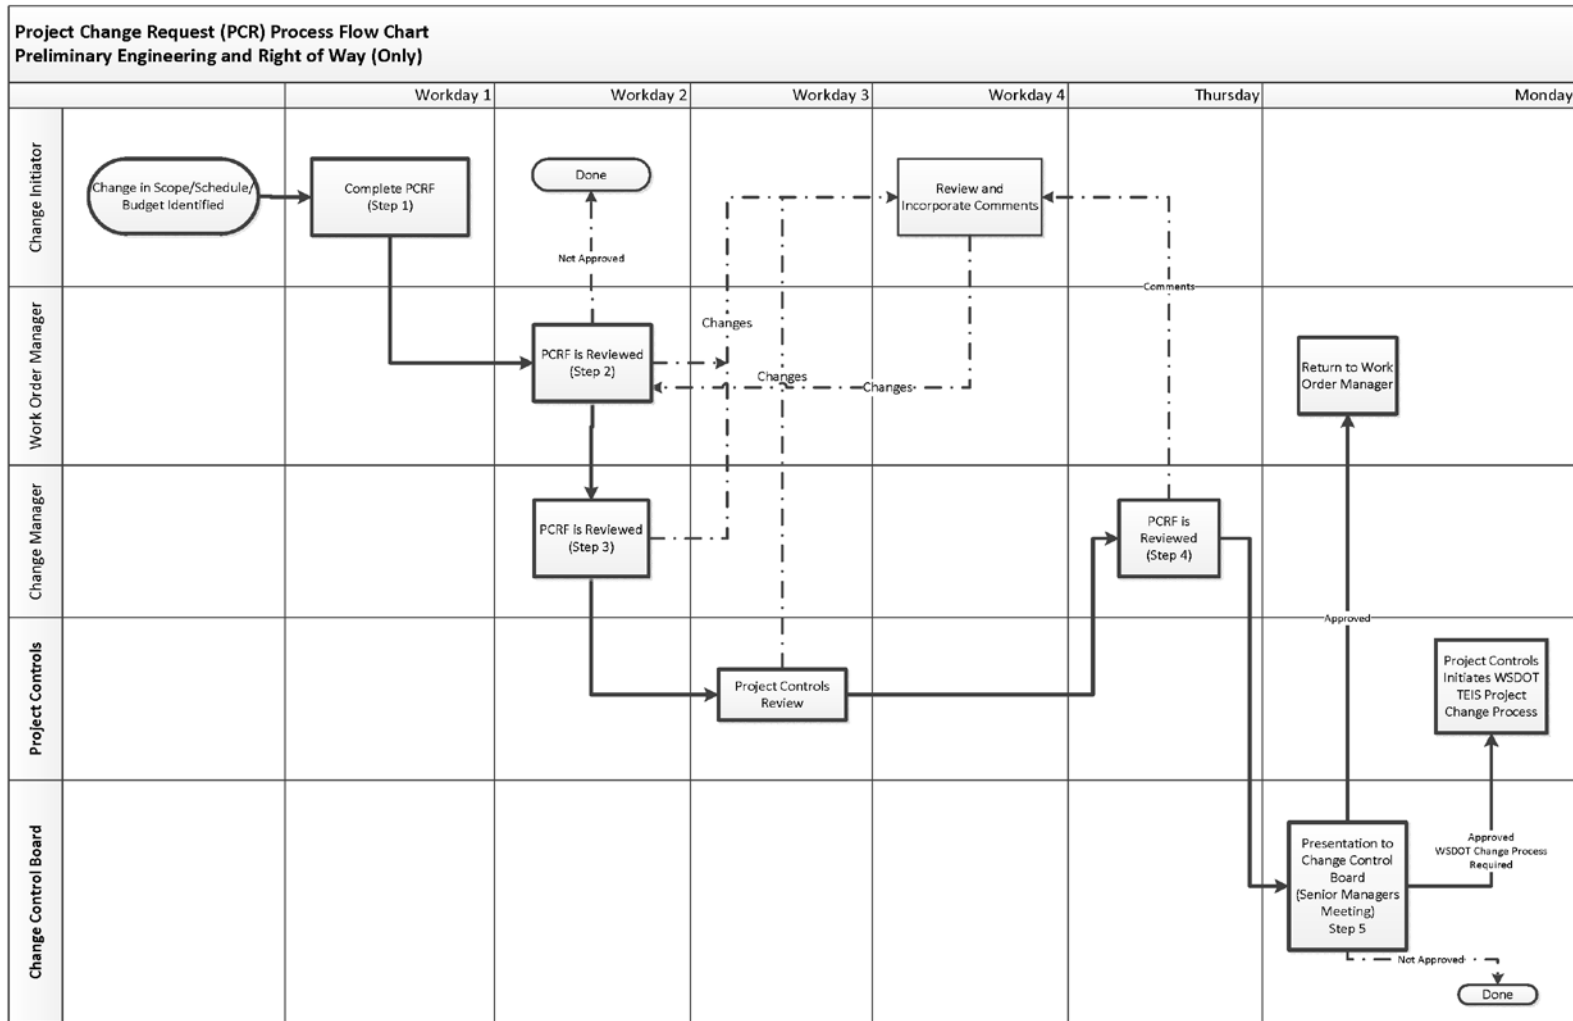 Project Change Request (PCR) Process Flow Chart
Preliminary Engineering and Right of Way (Only)
Workday 1
Workday 2
Workday 3
Workday 4
Thursday
Monday
Change Initiator
Change in Scope/Schedule/
Budget Identified
Complete PCRF
(Step 1)
Done
Not Approved
Review and
Incorporate Comments
Comments
Work Order Manager
PCRF is Reviewed
(Step 2)
Changes
Changes
Changes
Return to Work
Order Manager
Change Manager
PCRF is Reviewed
(Step 3)
PCRF is
Reviewed
(Step 4)
Approved
Project Controls
Project Controls
Review
Project Controls
Initiates WSDOT
TEIS Project
Change Process
Change Control Board
Presentation to
Change Control
Board
(Senior Managers
Meeting)
Step 5
Approved
WSDOT Change Process
Required
Not Approved
Done